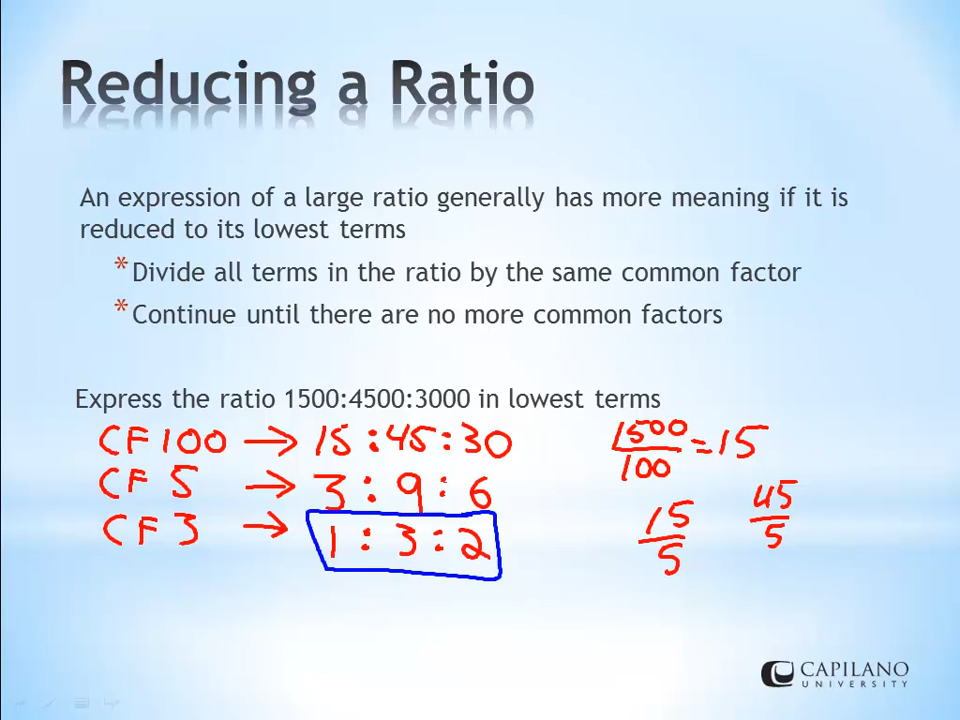 Reducing a Ratio
An expression of a large ratio generally has more meaning if it is
reduced to its lowest terms
* Divide all terms in the ratio by the same common factor
* Continue until there are no more common factors
Express the ratio 1500:4500:3000 in lowest terms
CF 100 → 15 : 45 : 30
1500/100 = 15
CF 5 → 3 : 9 : 6
CF 3 → 1 : 3 : 2
15/5
45/5
CAPILANO
UNIVERSITY